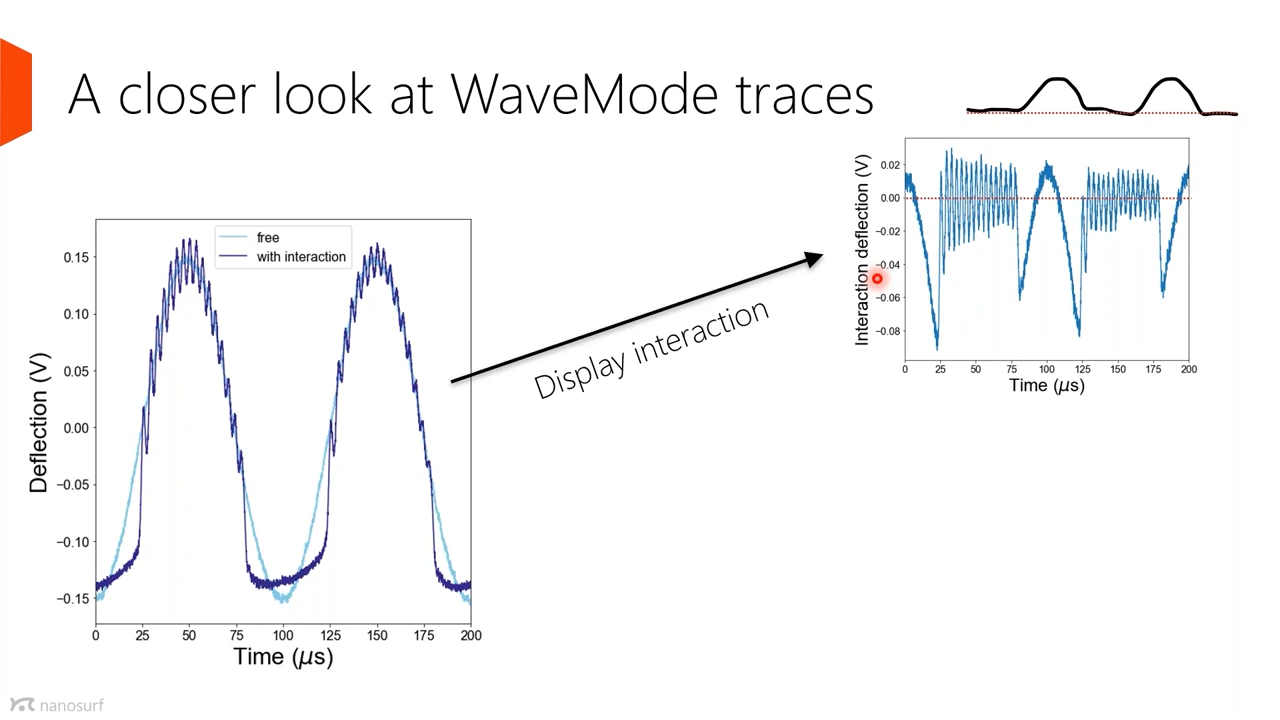 A closer look at WaveMode traces
free
with interaction
0.15
0.10
0.05
0.00
−0.05
−0.10
−0.15
Deflection (V)
0 25 50 75 100 125 150 175 200
Time (μs)
Display interaction
0.02
0.00
−0.02
−0.04
−0.06
−0.08
Interaction deflection (V)
0 25 50 75 100 125 150 175 200
Time (μs)
nanosurf